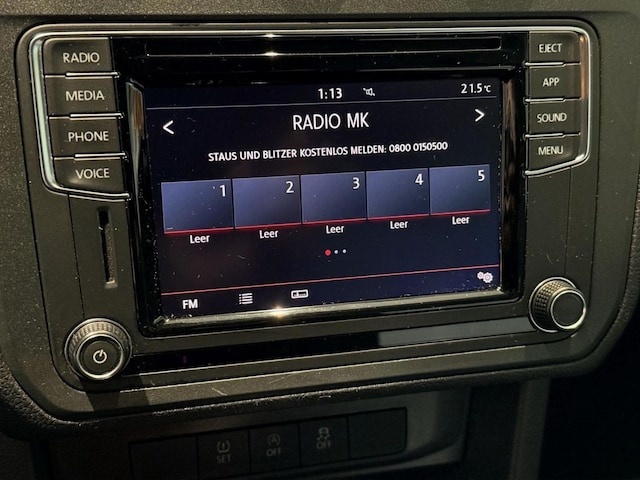 RADIO
MEDIA
PHONE
VOICE
EJECT
APP
SOUND
MENU
1:13
21.5°C
< RADIO MK >
STAUS UND BLITZER KOSTENLOS MELDEN: 0800 0150500
1 2 3 4 5
Leer Leer Leer Leer Leer
FM
SET
OFF
OFF